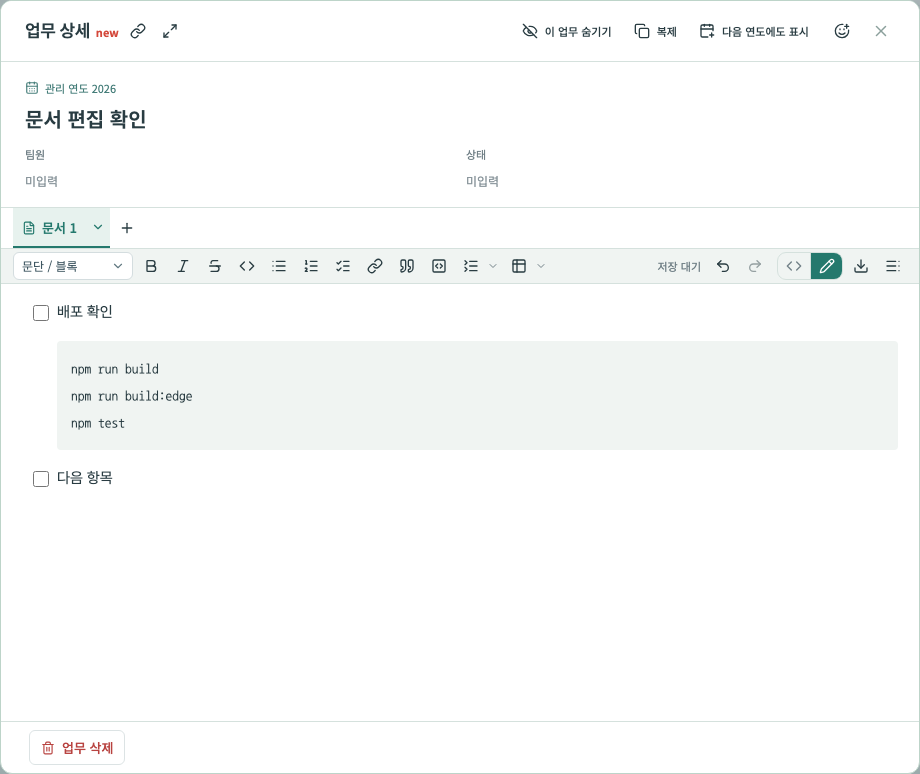 업무 상세 new 이 업무 숨기기 복제 다음 연도에도 표시
관리 연도 2026
문서 편집 확인
팀원 상태
미입력 미입력
문서 1
문단 / 블록 저장 대기
배포 확인
npm run build
npm run build:edge
npm test
다음 항목
업무 삭제